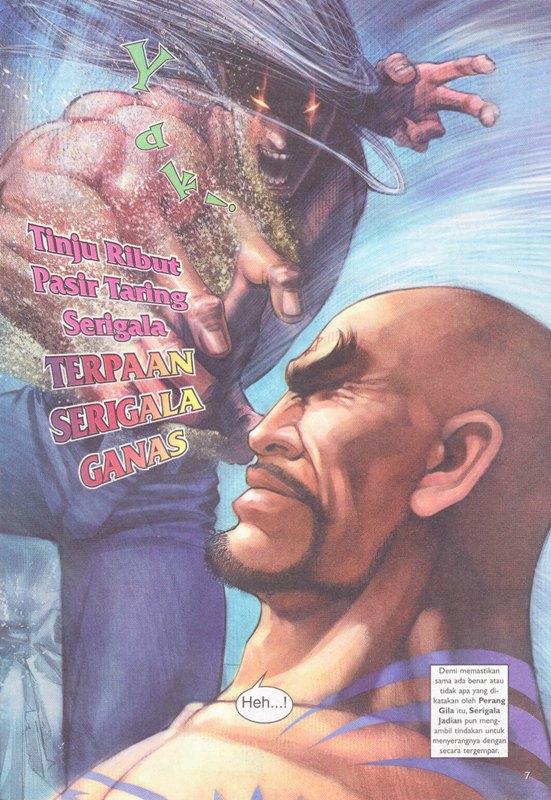 Yak!
Tinju Ribut
Pasir Taring
Serigala
TERPAAN
SERIGALA
GANAS
Heh...!
Demi memastikan
sama ada benar atau
tidak apa yang di-
katakan oleh Perang
Gila itu, Serigala
Jadian pun meng-
ambil tindakan untuk
menyerangnya dengan
secara tergempar.
7